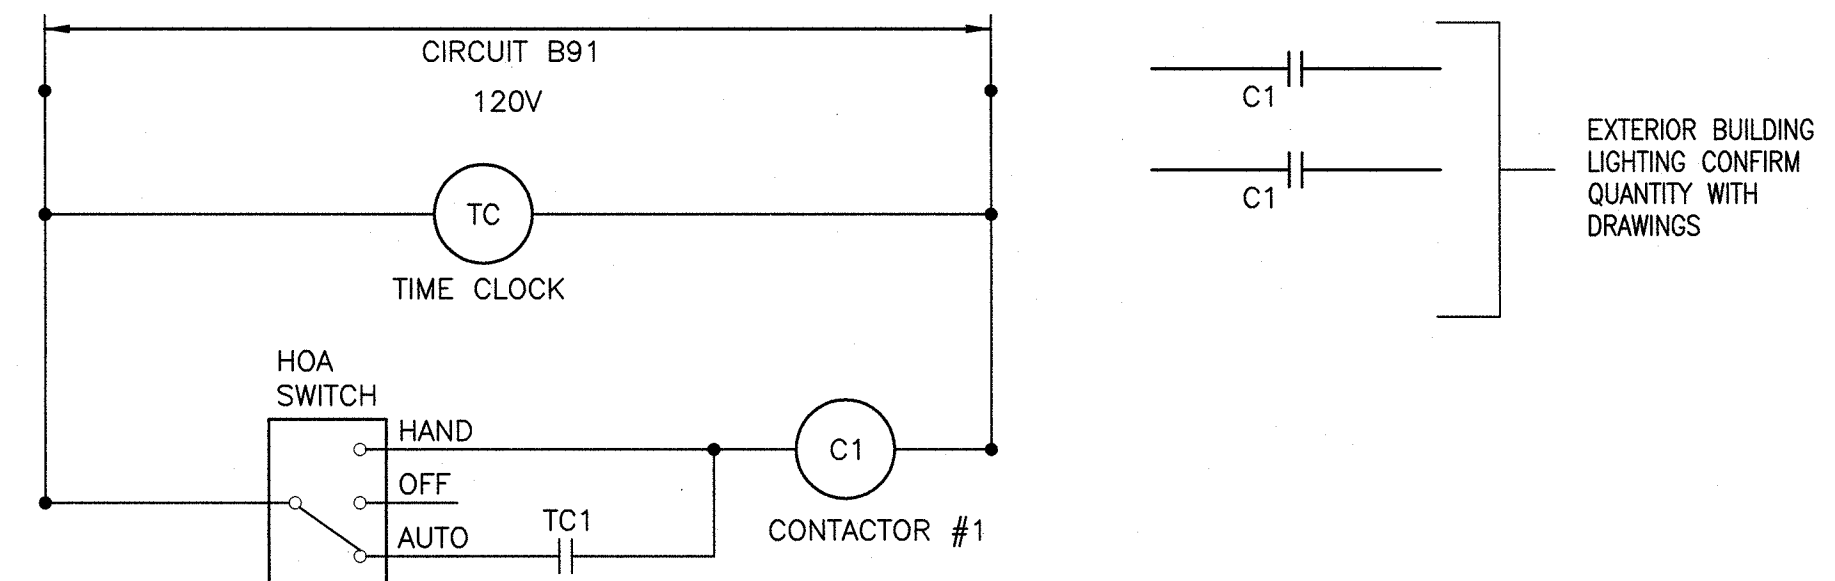 CIRCUIT B91
120V
TC
TIME CLOCK
HOA
SWITCH
HAND
OFF
AUTO
TC1
C1
CONTACTOR #1
C1
C1
EXTERIOR BUILDING
LIGHTING CONFIRM
QUANTITY WITH
DRAWINGS